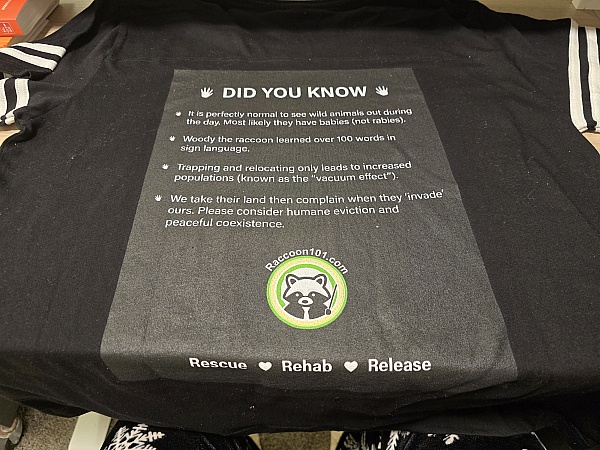 DID YOU KNOW
It is perfectly normal to see wild animals out during
the day. Most likely they have babies (not rabies).
Woody the raccoon learned over 100 words in
sign language.
Trapping and relocating only leads to increased
populations (known as the "vacuum effect").
We take their land then complain when they 'invade'
ours. Please consider humane eviction and
peaceful coexistence.
Raccoon101.com
Rescue ♥ Rehab ♥ Release